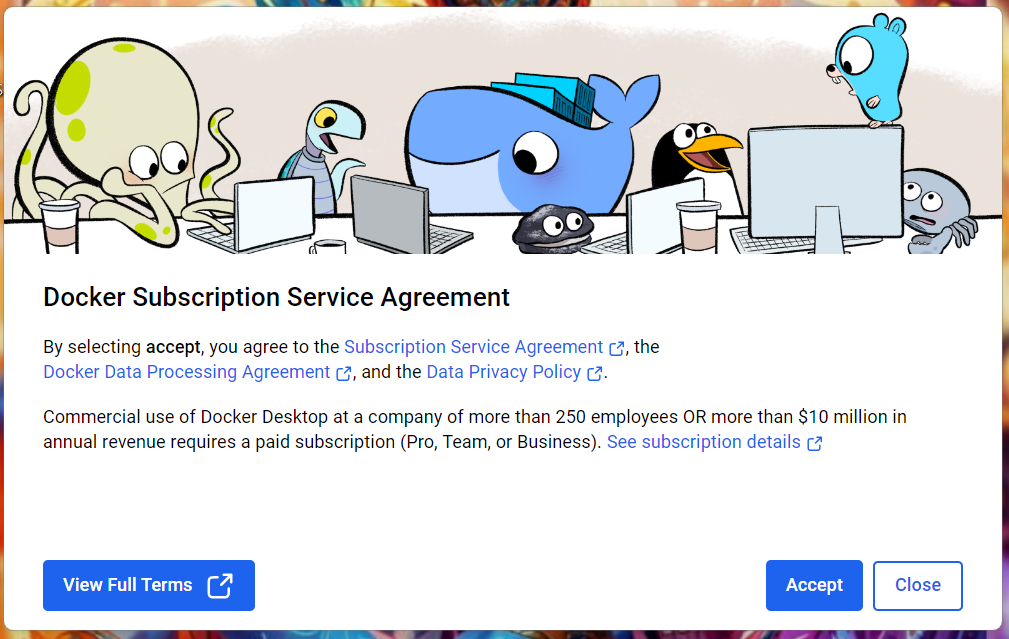 Docker Subscription Service Agreement
By selecting accept, you agree to the Subscription Service Agreement, the
Docker Data Processing Agreement, and the Data Privacy Policy.
Commercial use of Docker Desktop at a company of more than 250 employees OR more than $10 million in
annual revenue requires a paid subscription (Pro, Team, or Business). See subscription details
View Full Terms
Accept
Close